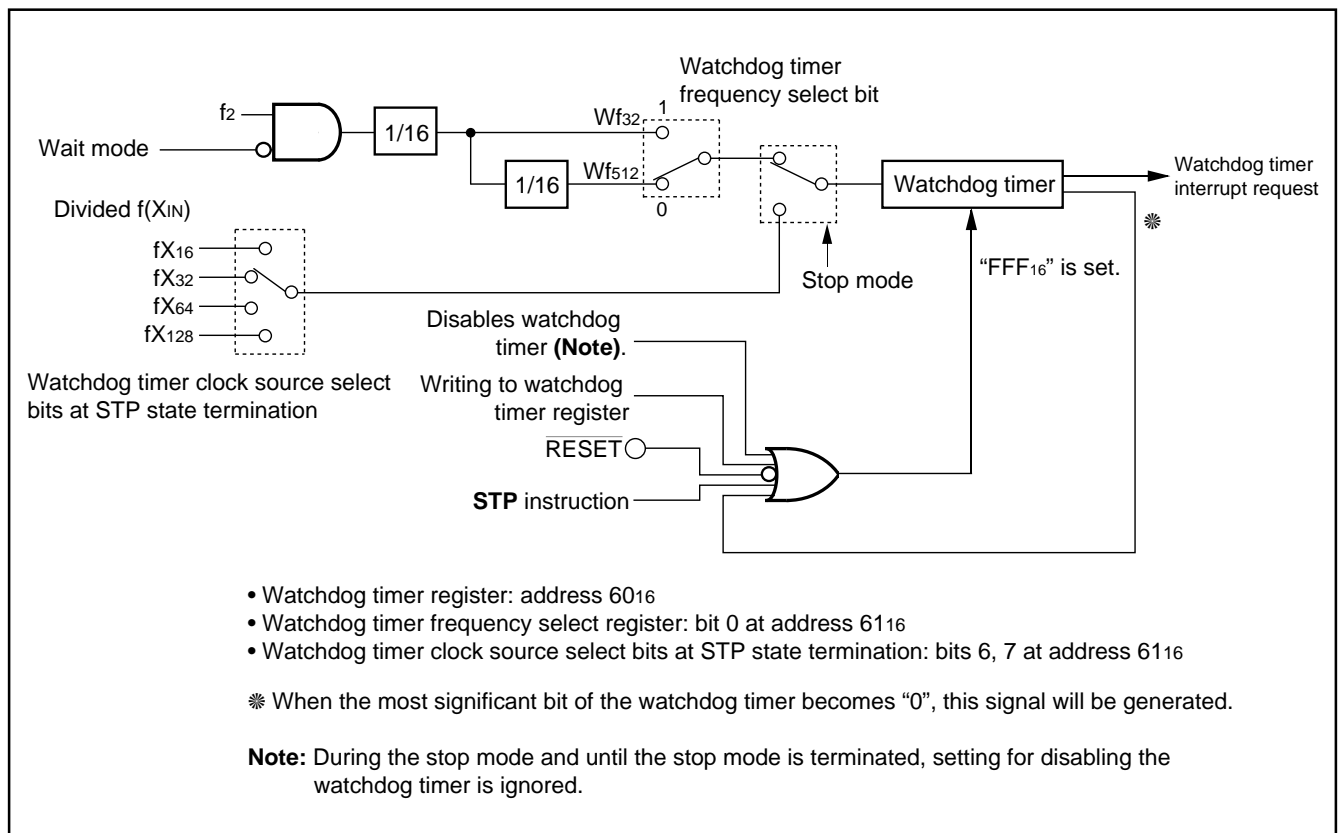 Watchdog timer
frequency select bit
f2
1
Wf32
1/16
Wait mode
Wf512
1/16
0
Watchdog timer
Watchdog timer
interrupt request
Divided f(XIN)
fX16
fX32
fX64
fX128
Stop mode
“FFF16” is set.
Watchdog timer clock source select
bits at STP state termination
Disables watchdog
timer (Note).
Writing to watchdog
timer register
RESET
STP instruction
• Watchdog timer register: address 6016
• Watchdog timer frequency select register: bit 0 at address 6116
• Watchdog timer clock source select bits at STP state termination: bits 6, 7 at address 6116
❋ When the most significant bit of the watchdog timer becomes “0”, this signal will be generated.
Note: During the stop mode and until the stop mode is terminated, setting for disabling the
watchdog timer is ignored.